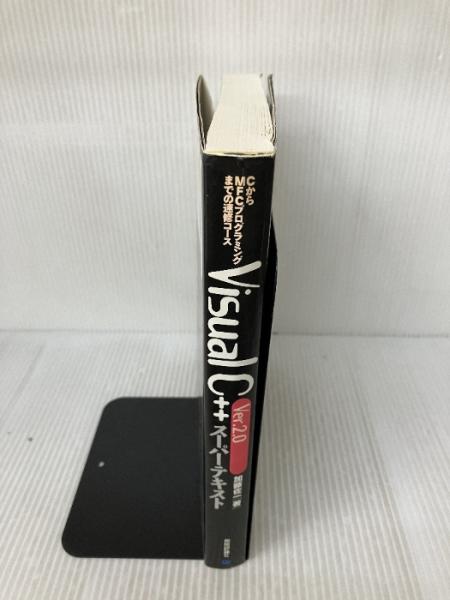 Cから
MFCプログラミング
までの速修コース
Visual C++
Ver.2.0
スーパーテキスト